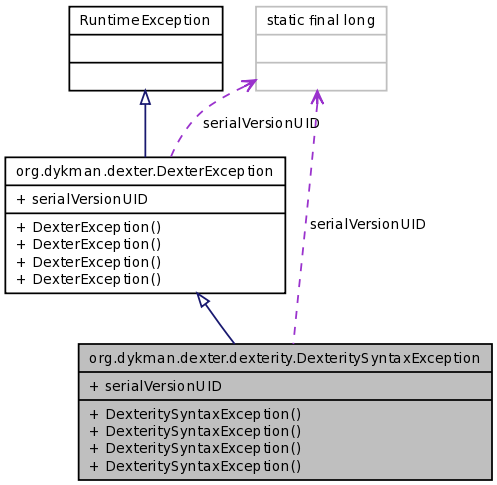 RuntimeException
static final long
serialVersionUID
org.dykman.dexter.DexterException
+ serialVersionUID
+ DexterException()
+ DexterException()
+ DexterException()
+ DexterException()
serialVersionUID
org.dykman.dexter.dexterity.DexteritySyntaxException
+ serialVersionUID
+ DexteritySyntaxException()
+ DexteritySyntaxException()
+ DexteritySyntaxException()
+ DexteritySyntaxException()